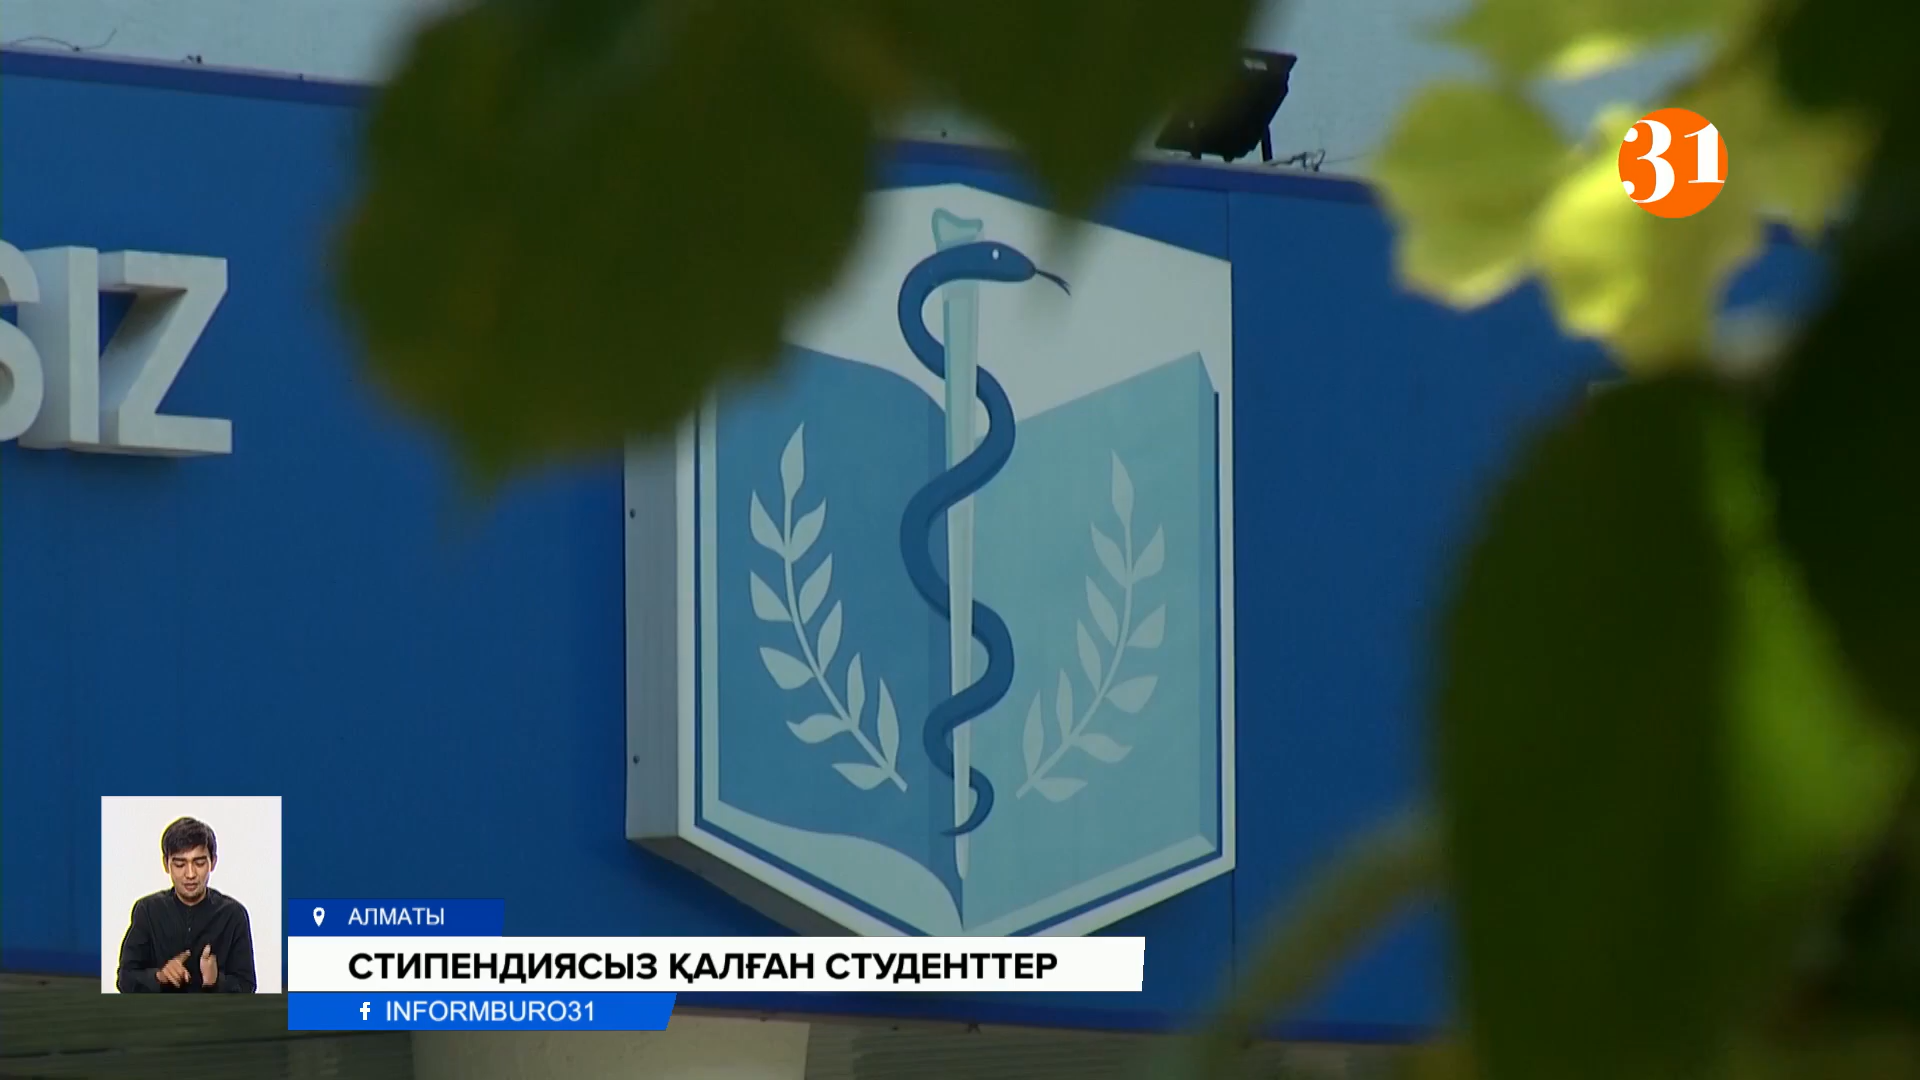 31
SIZ
АЛМАТЫ
СТИПЕНДИЯСЫЗ ҚАЛҒАН СТУДЕНТТЕР
INFORMBURO31